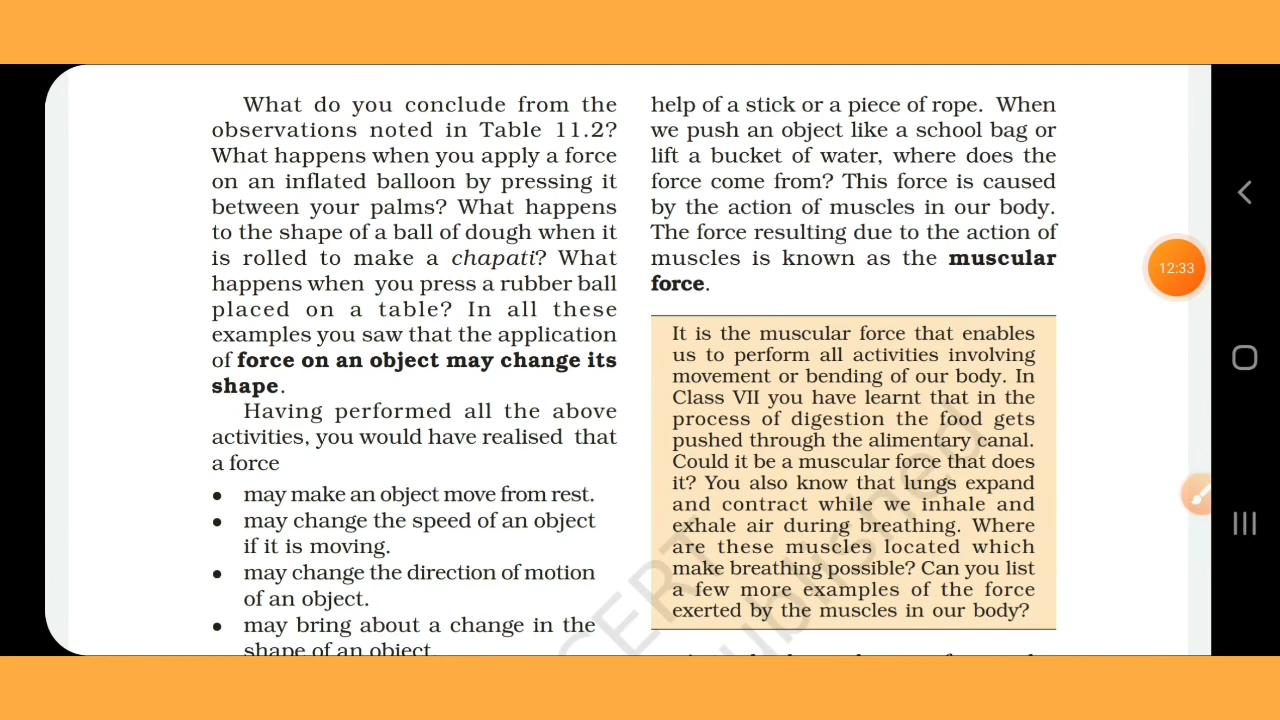 What do you conclude from the
observations noted in Table 11.2?
What happens when you apply a force
on an inflated balloon by pressing it
between your palms? What happens
to the shape of a ball of dough when it
is rolled to make a chapati? What
happens when you press a rubber ball
placed on a table? In all these
examples you saw that the application
of force on an object may change its
shape.
Having performed all the above
activities, you would have realised that
a force
• may make an object move from rest.
• may change the speed of an object
if it is moving.
• may change the direction of motion
of an object.
• may bring about a change in the
shape of an object.
help of a stick or a piece of rope. When
we push an object like a school bag or
lift a bucket of water, where does the
force come from? This force is caused
by the action of muscles in our body.
The force resulting due to the action of
muscles is known as the muscular
force.
It is the muscular force that enables
us to perform all activities involving
movement or bending of our body. In
Class VII you have learnt that in the
process of digestion the food gets
pushed through the alimentary canal.
Could it be a muscular force that does
it? You also know that lungs expand
and contract while we inhale and
exhale air during breathing. Where
are these muscles located which
make breathing possible? Can you list
a few more examples of the force
exerted by the muscles in our body?
12:33